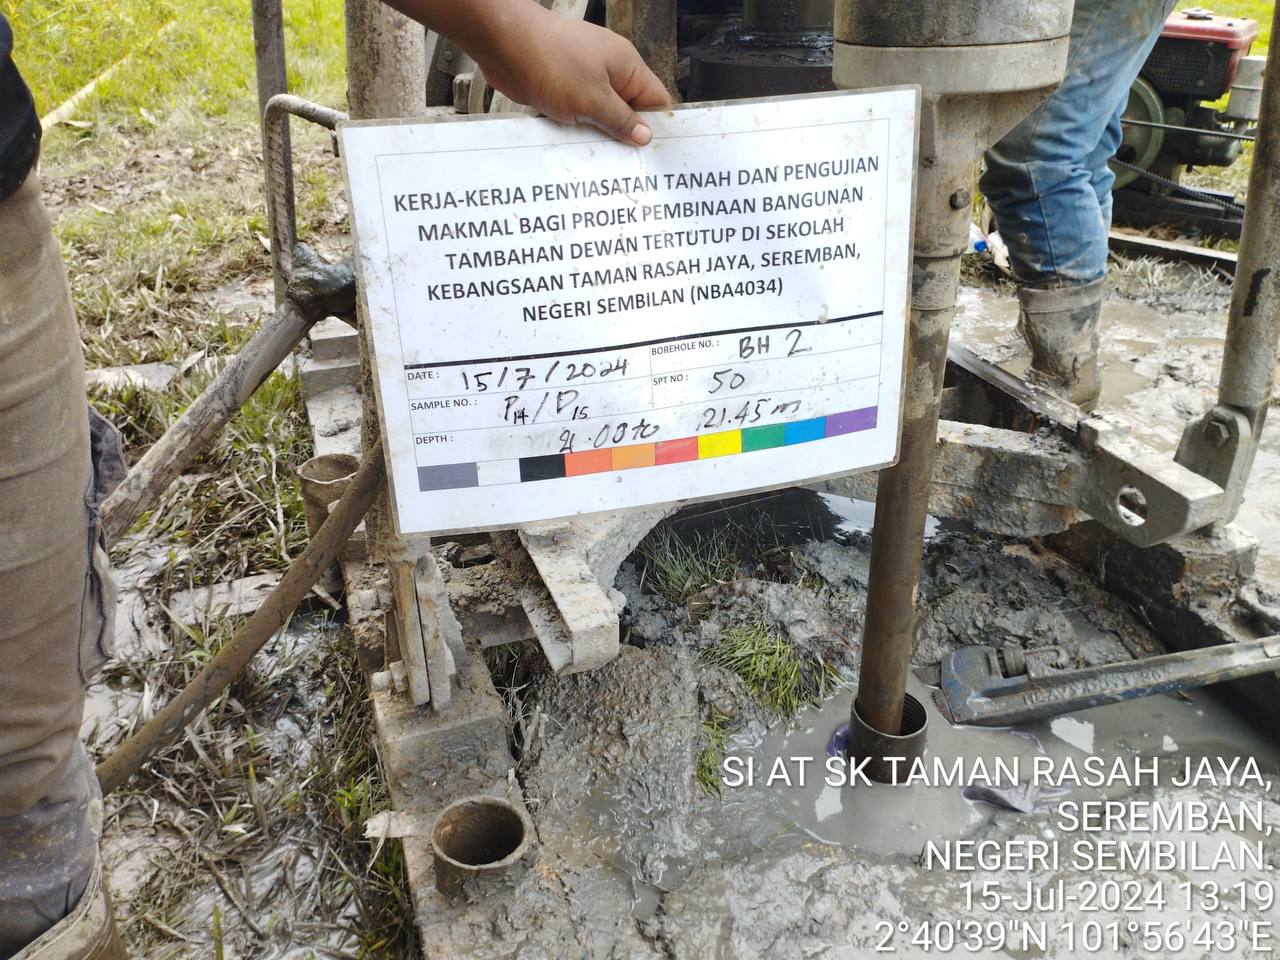 KERJA-KERJA PENYIASATAN TANAH DAN PENGUJIAN
MAKMAL BAGI PROJEK PEMBINAAN BANGUNAN
TAMBAHAN DEWAN TERTUTUP DI SEKOLAH
KEBANGSAAN TAMAN RASAH JAYA, SEREMBAN,
NEGERI SEMBILAN (NBA4034)
DATE : 15/7/2024 BOREHOLE NO. : BH 2
SAMPLE NO. : P14/D15 SPT NO : 50
DEPTH : 21.00 to 21.45 m
SI AT SK TAMAN RASAH JAYA,
SEREMBAN,
NEGERI SEMBILAN.
15-Jul-2024 13:19
2°40'39"N 101°56'43"E